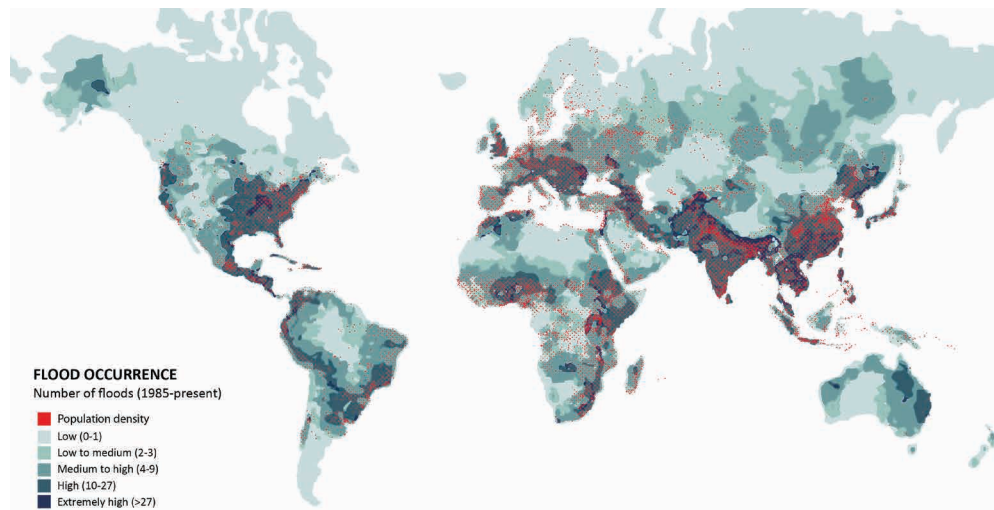 FLOOD OCCURRENCE
Number of floods (1985-present)
Population density
Low (0-1)
Low to medium (2-3)
Medium to high (4-9)
High (10-27)
Extremely high (>27)